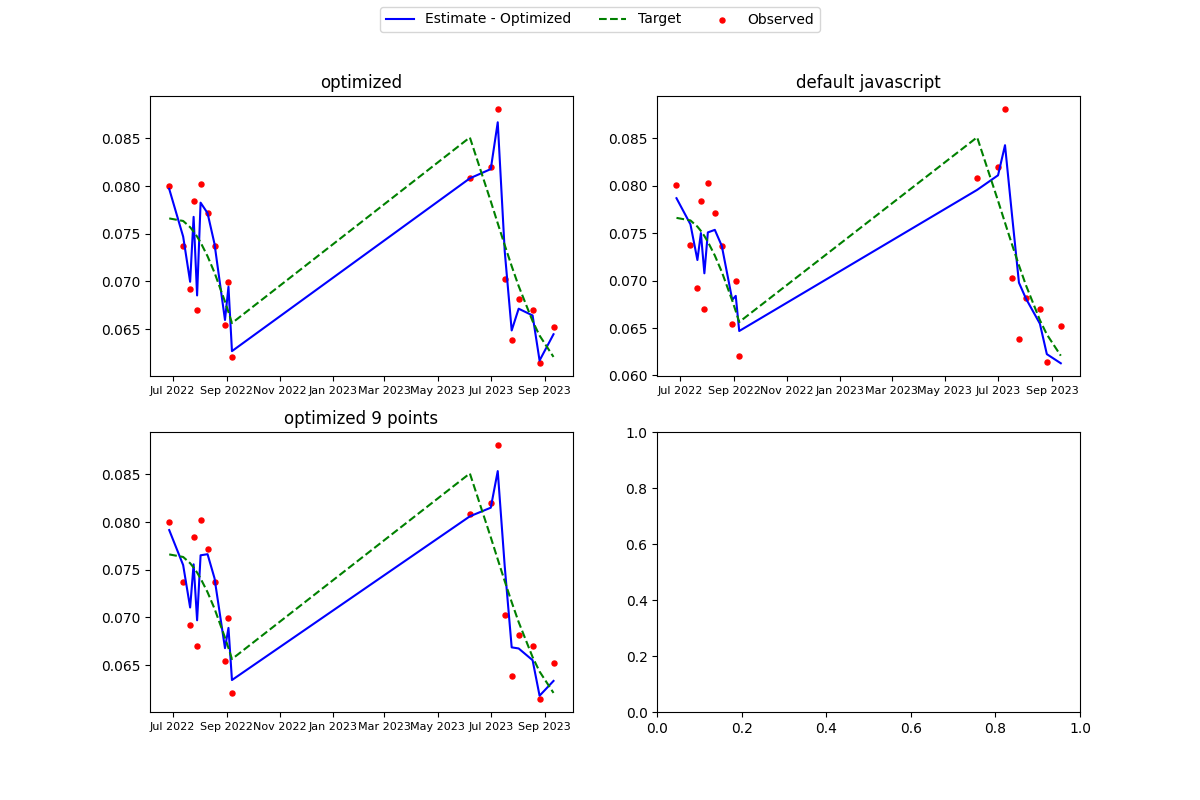 Estimate - Optimized Target Observed
optimized
0.085
0.080
0.075
0.070
0.065
Jul 2022 Sep 2022 Nov 2022 Jan 2023 Mar 2023 May 2023 Jul 2023 Sep 2023
default javascript
0.085
0.080
0.075
0.070
0.065
0.060
Jul 2022 Sep 2022 Nov 2022 Jan 2023 Mar 2023 May 2023 Jul 2023 Sep 2023
optimized 9 points
0.085
0.080
0.075
0.070
0.065
Jul 2022 Sep 2022 Nov 2022 Jan 2023 Mar 2023 May 2023 Jul 2023 Sep 2023
1.0
0.8
0.6
0.4
0.2
0.0
0.0 0.2 0.4 0.6 0.8 1.0